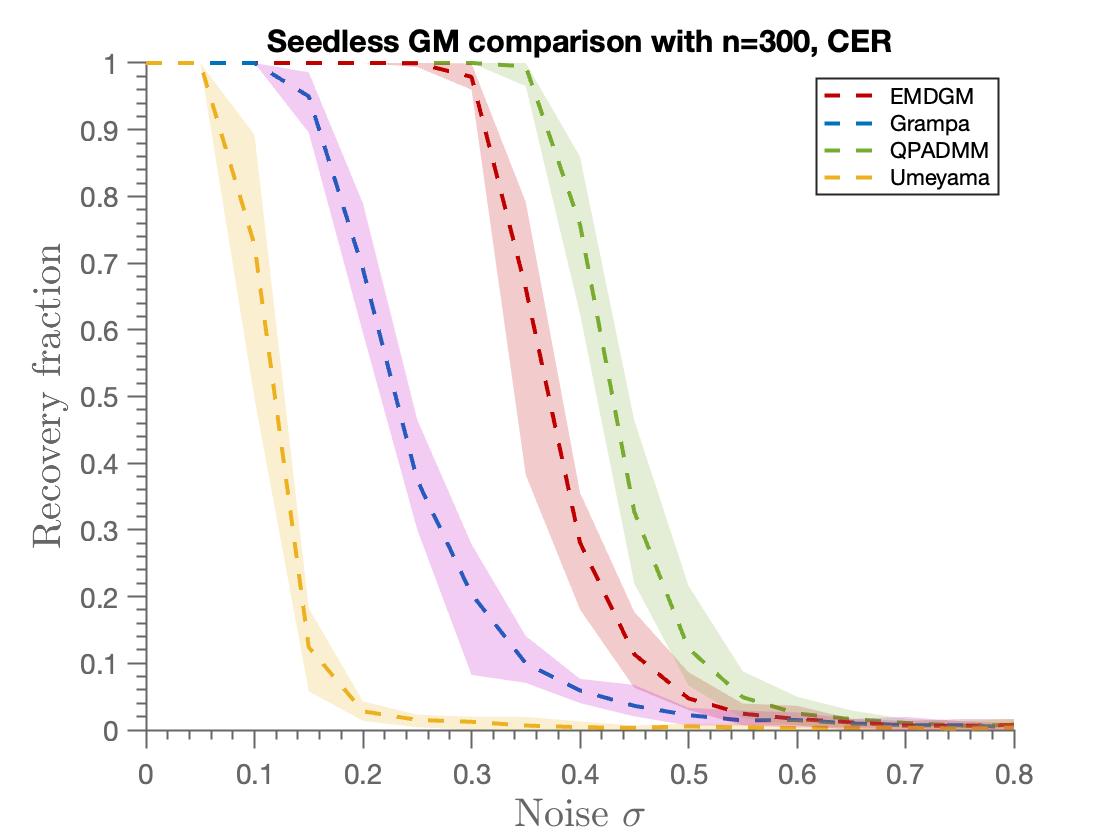 Seedless GM comparison with n=300, CER
EMDGM
Grampa
QPADMM
Umeyama
Recovery fraction
1
0.9
0.8
0.7
0.6
0.5
0.4
0.3
0.2
0.1
0
0 0.1 0.2 0.3 0.4 0.5 0.6 0.7 0.8
Noise σ